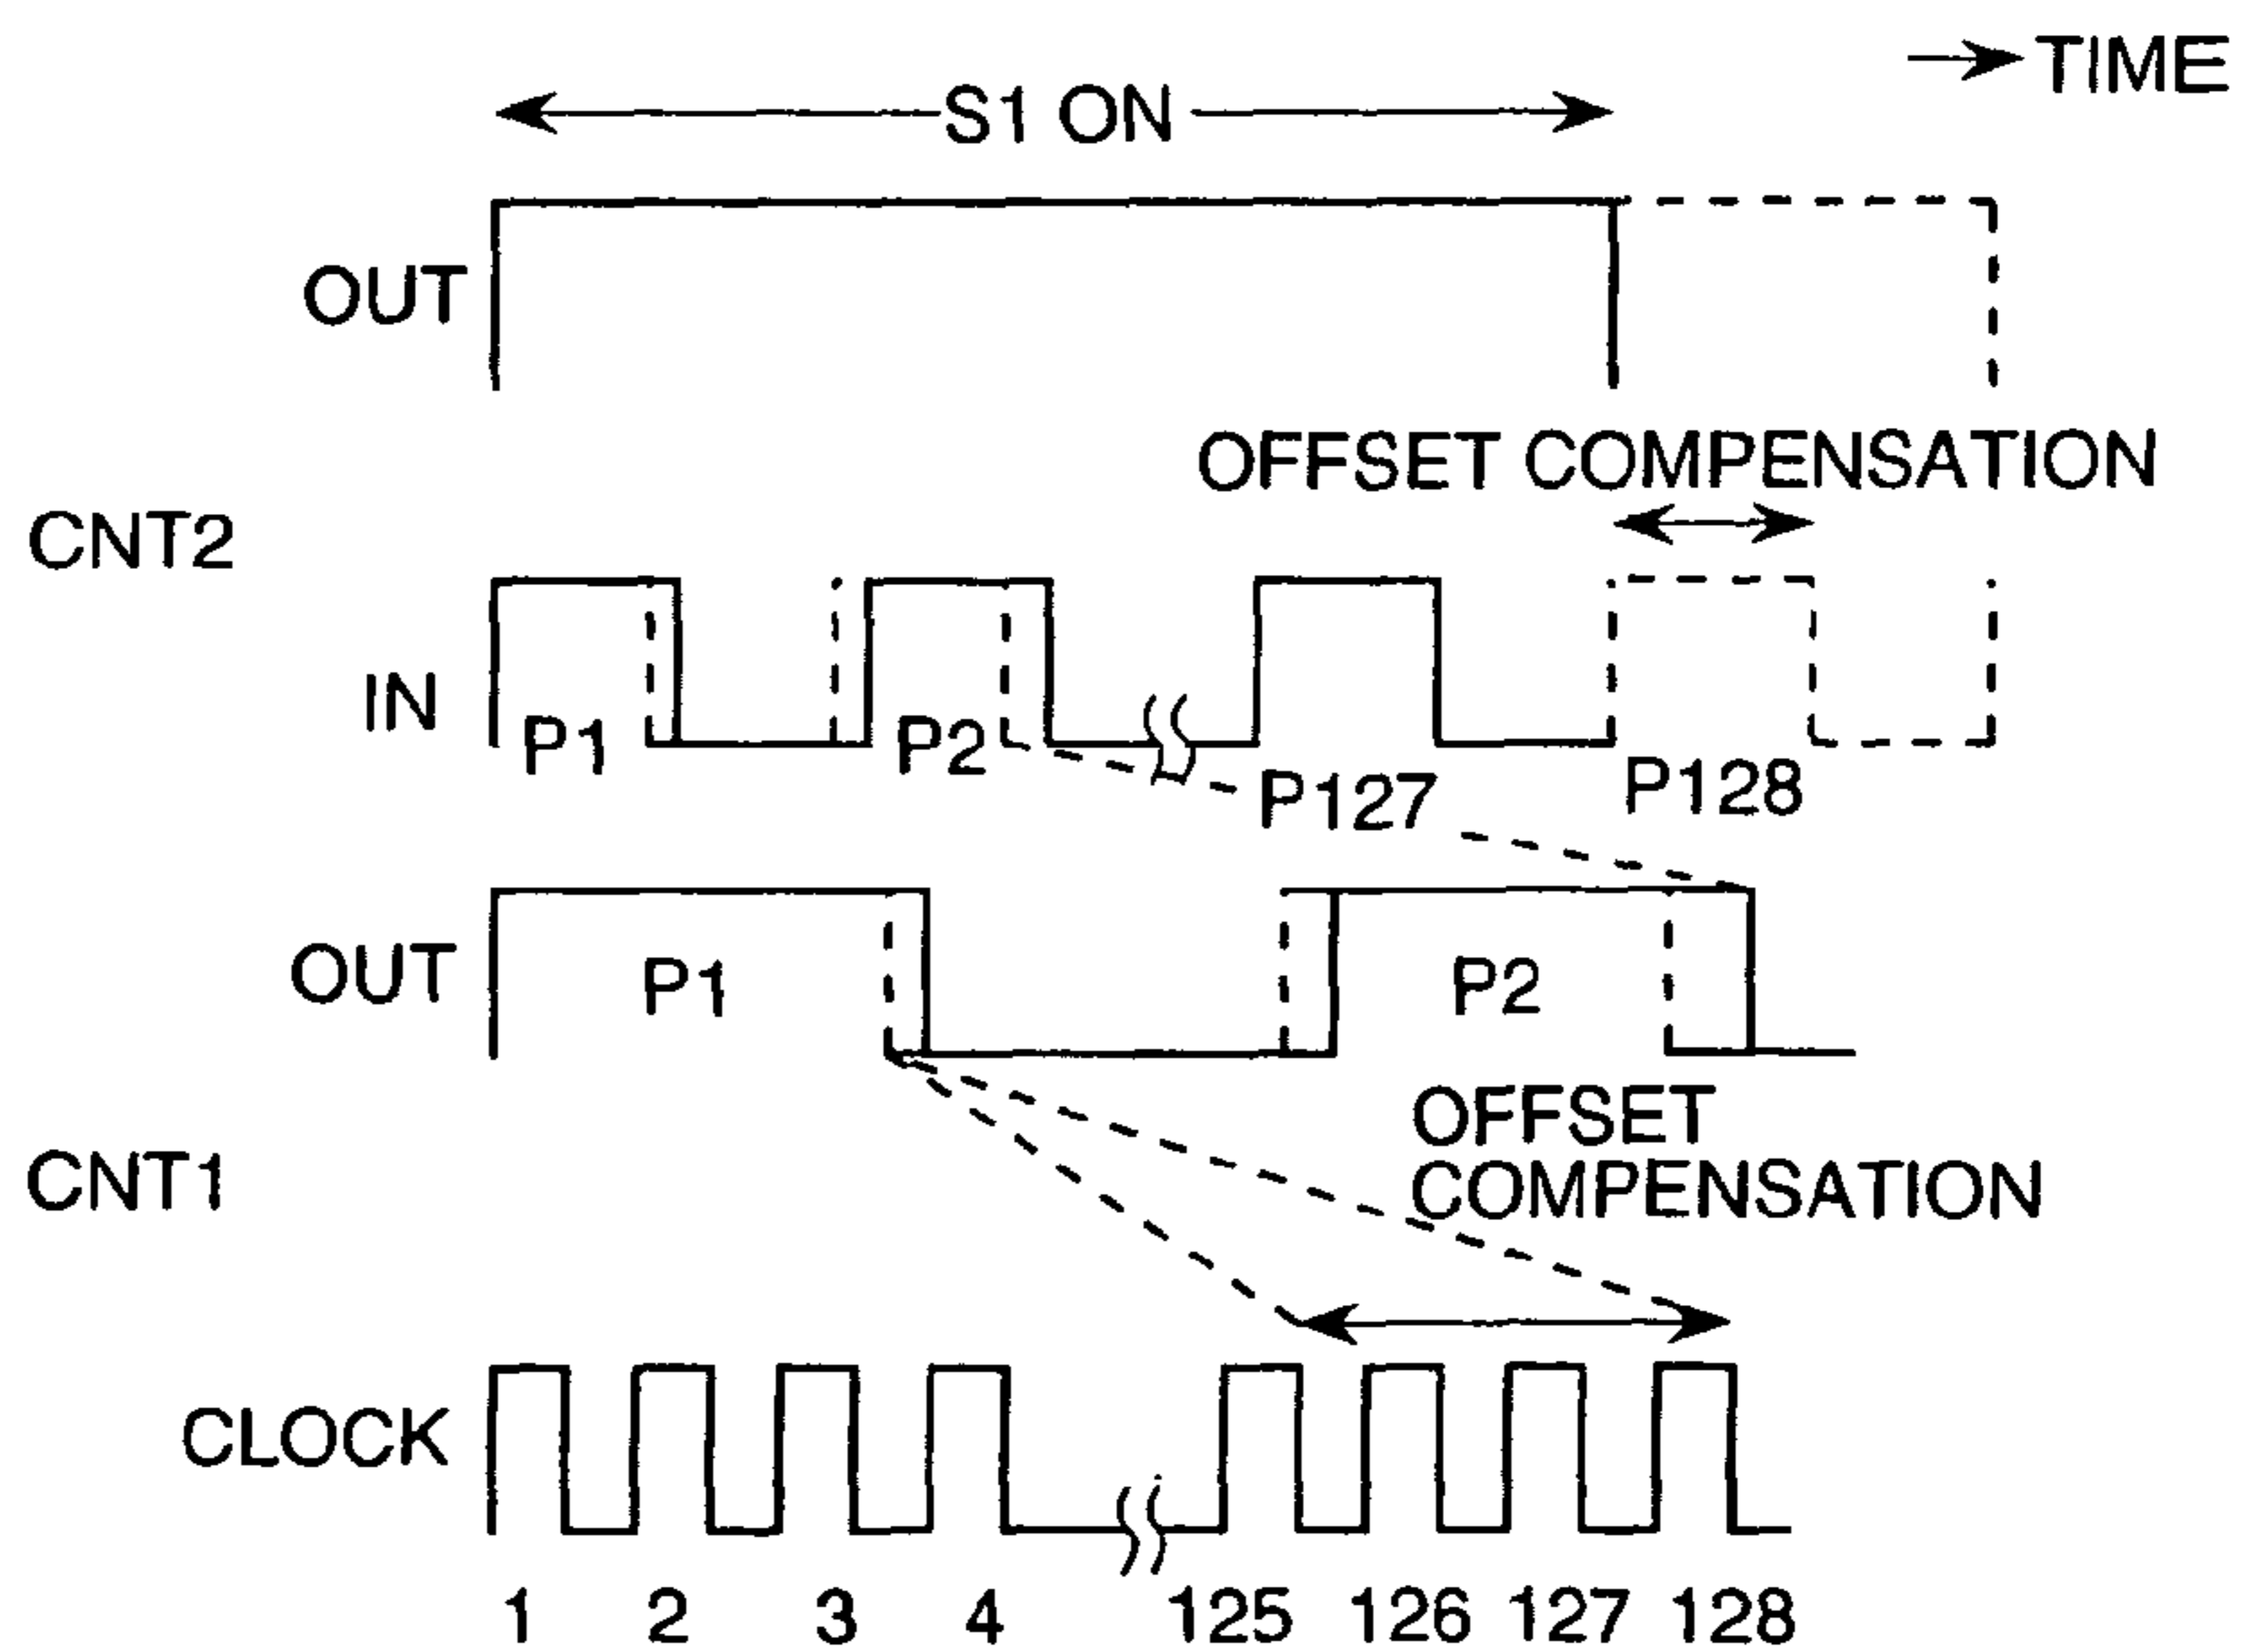 TIME
S1 ON
OUT
OFFSET COMPENSATION
CNT2
IN
P1
P2
P127
P128
OUT
P1
P2
OFFSET
COMPENSATION
CNT1
CLOCK
1 2 3 4 125 126 127 128